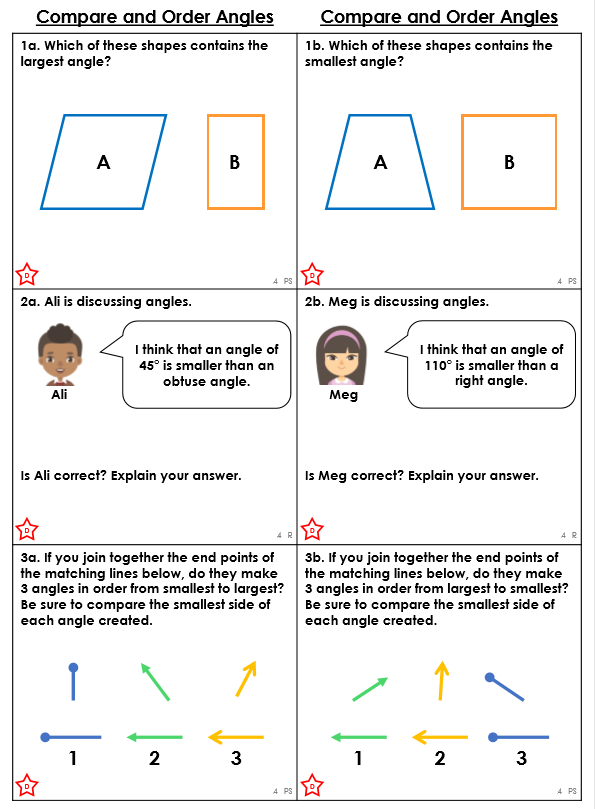 Compare and Order Angles
1a. Which of these shapes contains the
largest angle?
A
B
D
4 PS
2a. Ali is discussing angles.
I think that an angle of
45° is smaller than an
obtuse angle.
Ali
Is Ali correct? Explain your answer.
D
4 R
3a. If you join together the end points of
the matching lines below, do they make
3 angles in order from smallest to largest?
Be sure to compare the smallest side of
each angle created.
1
2
3
D
4 PS
Compare and Order Angles
1b. Which of these shapes contains the
smallest angle?
A
B
D
4 PS
2b. Meg is discussing angles.
I think that an angle of
110° is smaller than a
right angle.
Meg
Is Meg correct? Explain your answer.
D
4 R
3b. If you join together the end points of
the matching lines below, do they make
3 angles in order from largest to smallest?
Be sure to compare the smallest side of
each angle created.
1
2
3
D
4 PS